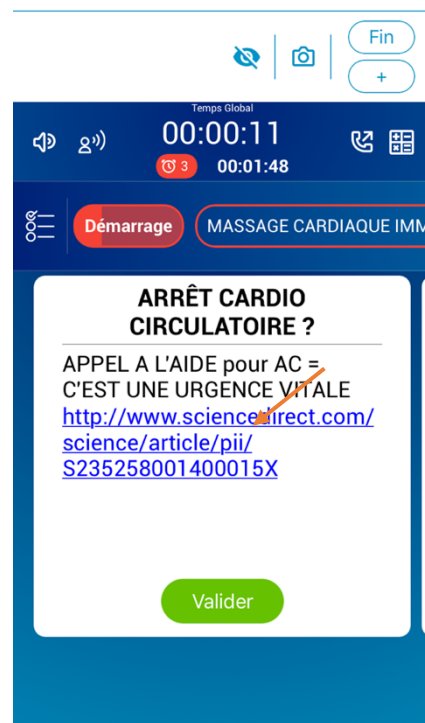 Fin
+
Temps Global
00:00:11
3 00:01:48
Démarrage MASSAGE CARDIAQUE IMM
ARRÊT CARDIO
CIRCULATOIRE ?
APPEL A L'AIDE pour AC =
C'EST UNE URGENCE VITALE
http://www.sciencedirect.com/
science/article/pii/
S235258001400015X
Valider